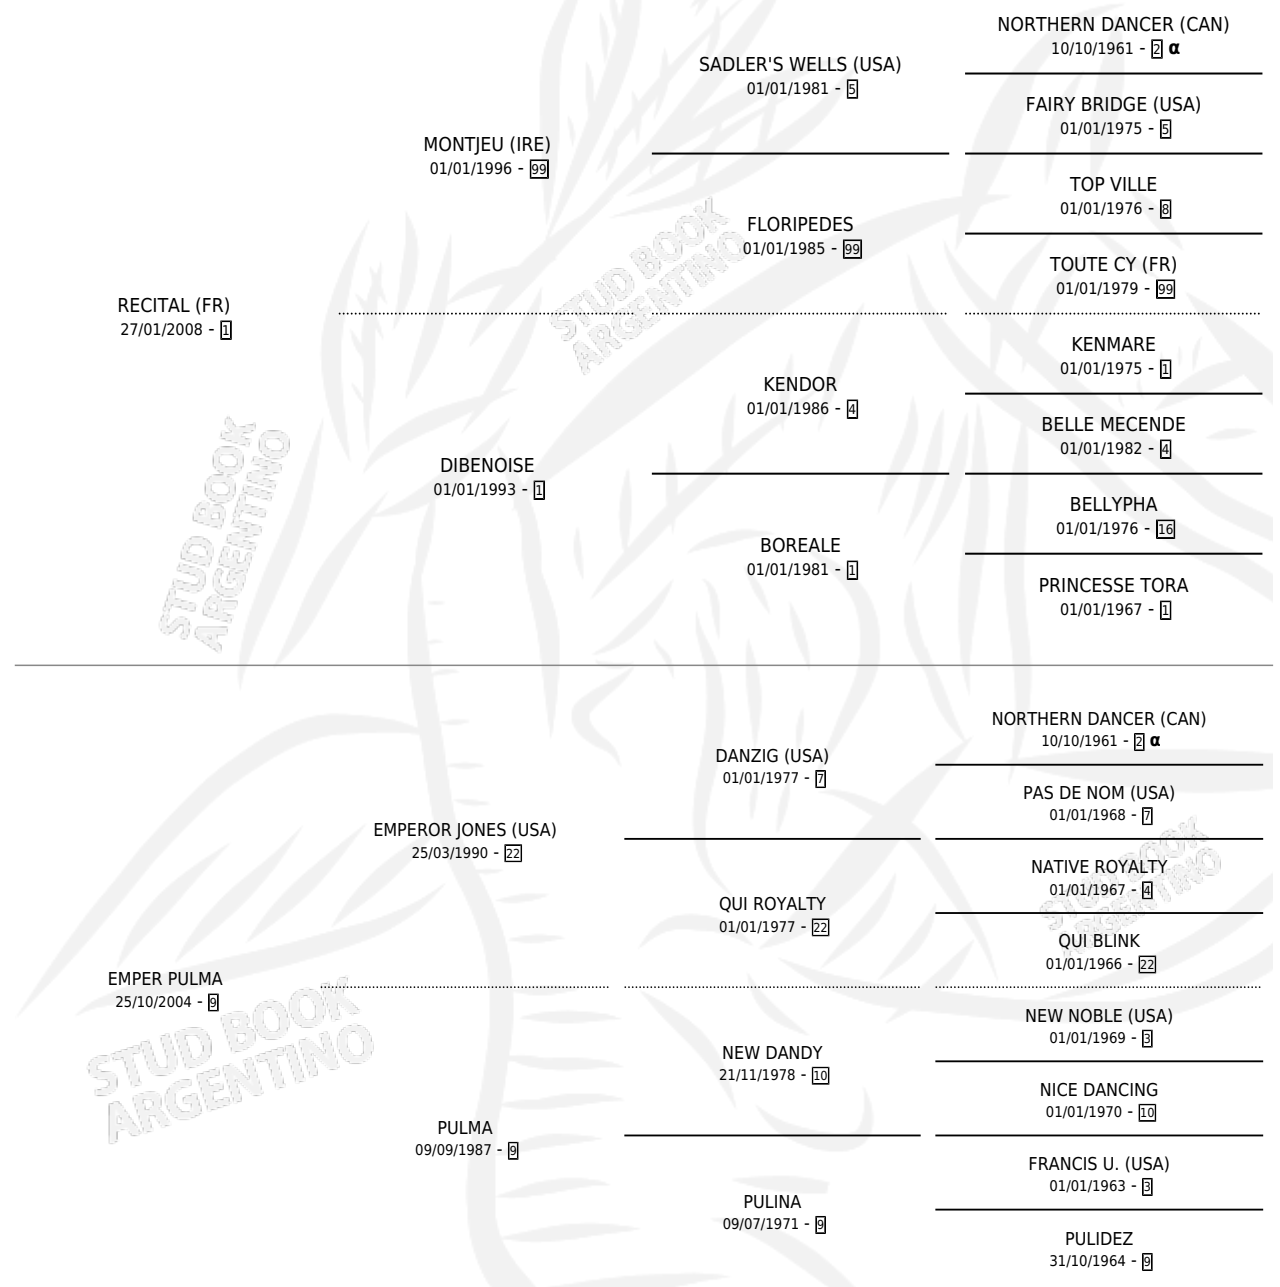 NORTHERN DANCER (CAN)
10/10/1961 - 2 α
SADLER'S WELLS (USA)
01/01/1981 - 5
FAIRY BRIDGE (USA)
01/01/1975 - 5
MONTJEU (IRE)
01/01/1996 - 99
TOP VILLE
01/01/1976 - 8
FLORIPEDES
01/01/1985 - 99
TOUTE CY (FR)
01/01/1979 - 99
RECITAL (FR)
27/01/2008 - 1
KENMARE
01/01/1975 - 1
KENDOR
01/01/1986 - 4
BELLE MECENDE
01/01/1982 - 4
DIBENOISE
01/01/1993 - 1
BELLYPHA
01/01/1976 - 16
BOREALE
01/01/1981 - 1
PRINCESSE TORA
01/01/1967 - 1
STUD BOOK
ARGENTINO
STUD BOOK
ARGENTINO
NORTHERN DANCER (CAN)
10/10/1961 - 2 α
DANZIG (USA)
01/01/1977 - 7
PAS DE NOM (USA)
01/01/1968 - 7
EMPEROR JONES (USA)
25/03/1990 - 22
NATIVE ROYALTY
01/01/1967 - 4
QUI ROYALTY
01/01/1977 - 22
QUI BLINK
01/01/1966 - 22
EMPER PULMA
25/10/2004 - 9
NEW NOBLE (USA)
01/01/1969 - 3
NEW DANDY
21/11/1978 - 10
NICE DANCING
01/01/1970 - 10
PULMA
09/09/1987 - 9
FRANCIS U. (USA)
01/01/1963 - 3
PULINA
09/07/1971 - 9
PULIDEZ
31/10/1964 - 9
STUD BOOK
ARGENTINO
STUD BOOK
ARGENTINO